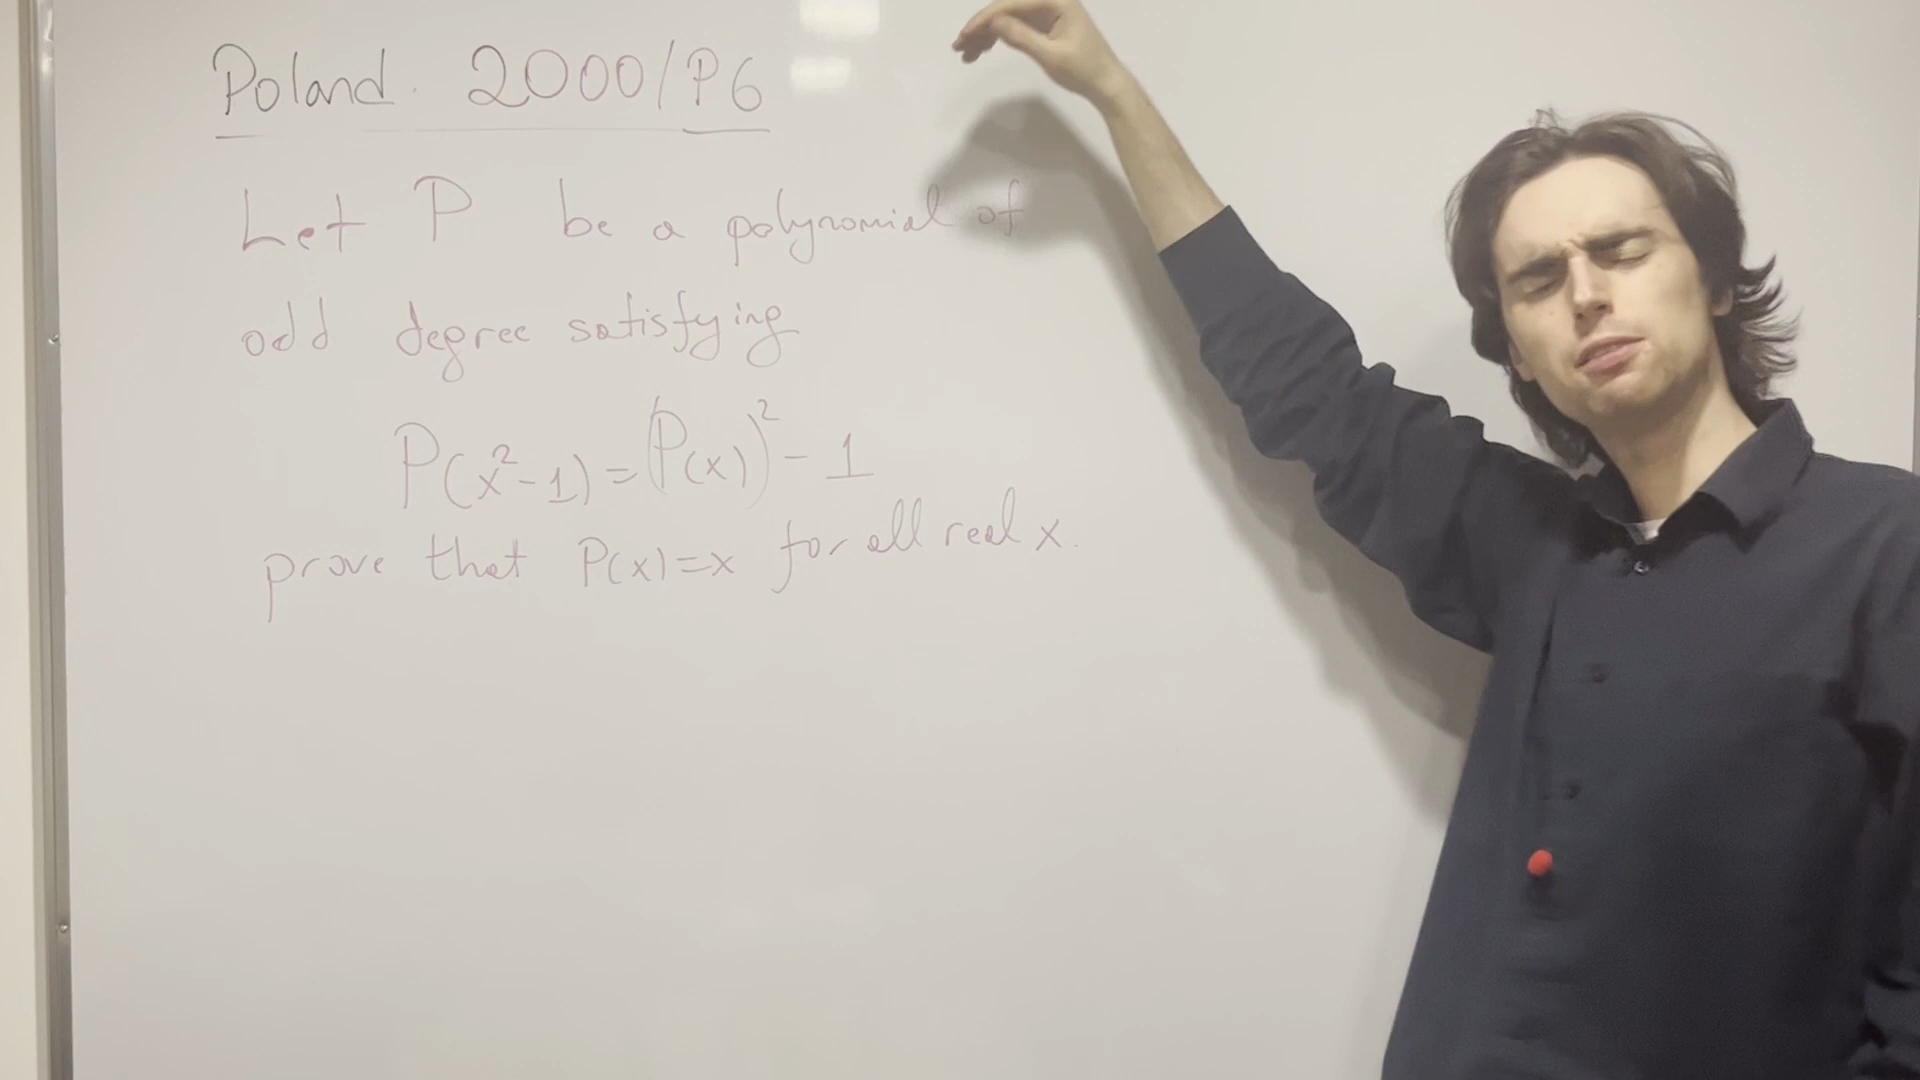 Poland. 2000/P6
Let P be a polynomial of
odd degree satisfying
P(x²-1)=(P(x))²-1
prove that P(x)=x for all real x.